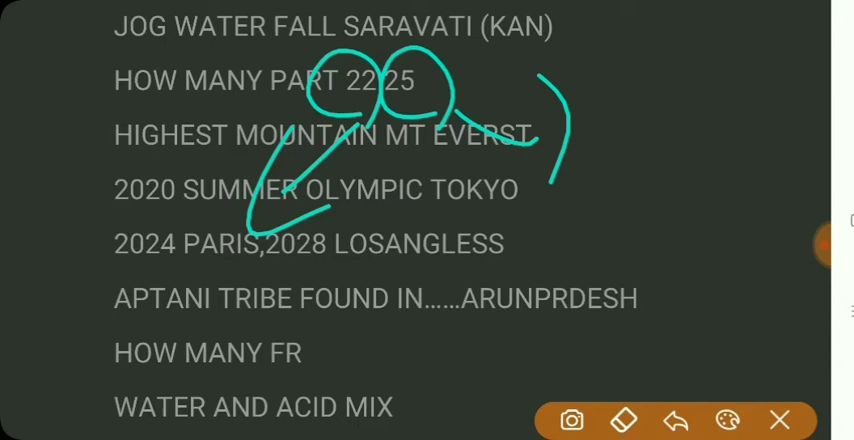 JOG WATER FALL SARAVATI (KAN)
HOW MANY PART 22 25
HIGHEST MOUNTAIN MT EVERST
2020 SUMMER OLYMPIC TOKYO
2024 PARIS,2028 LOSANGLESS
APTANI TRIBE FOUND IN......ARUNPRDESH
HOW MANY FR
WATER AND ACID MIX